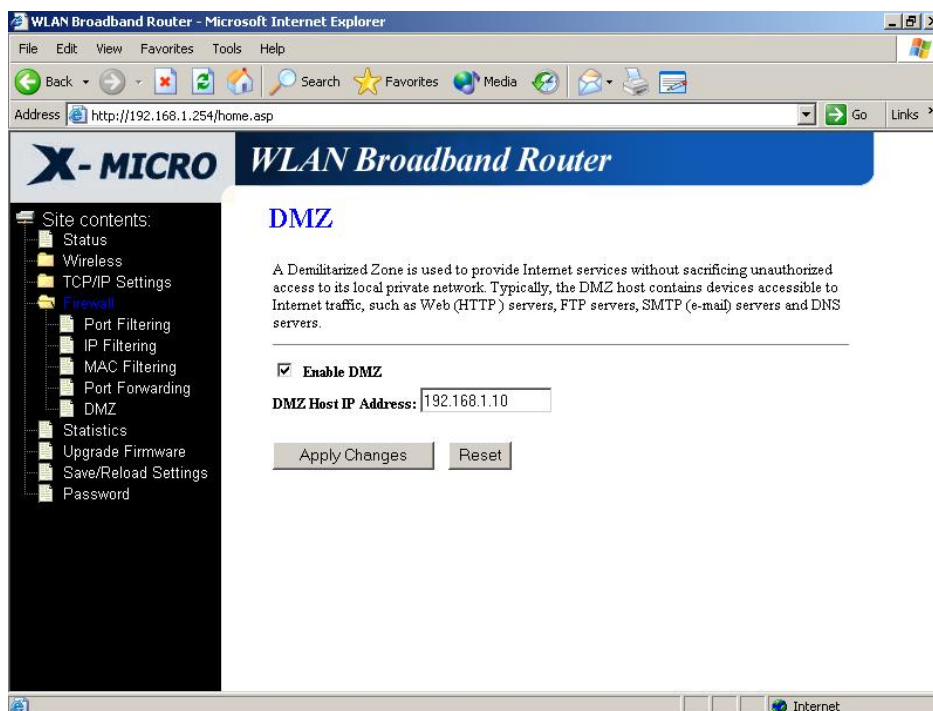 WLAN Broadband Router - Microsoft Internet Explorer
File Edit View Favorites Tools Help
Back Search Favorites Media
Address http://192.168.1.254/home.asp Go Links
X-MICRO
WLAN Broadband Router
Site contents:
Status
Wireless
TCP/IP Settings
Firewall
Port Filtering
IP Filtering
MAC Filtering
Port Forwarding
DMZ
Statistics
Upgrade Firmware
Save/Reload Settings
Password
DMZ
A Demilitarized Zone is used to provide Internet services without sacrificing unauthorized
access to its local private network. Typically, the DMZ host contains devices accessible to
Internet traffic, such as Web (HTTP ) servers, FTP servers, SMTP (e-mail) servers and DNS
servers.
Enable DMZ
DMZ Host IP Address: 192.168.1.10
Apply Changes Reset
Internet